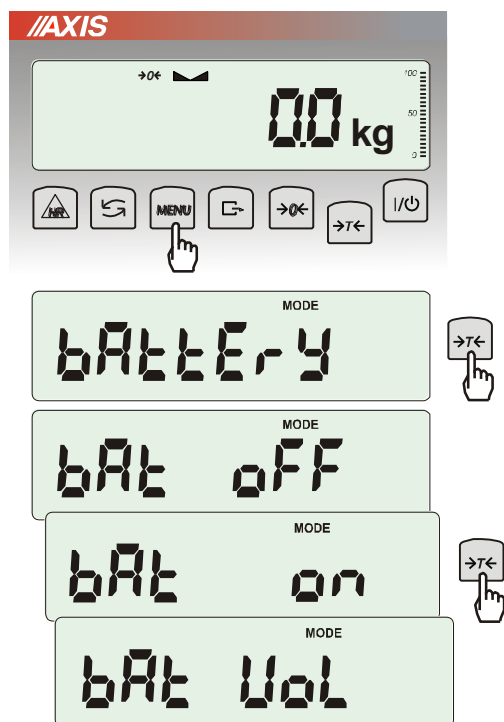 //AXIS
→0←
100
50
0
0.0 kg
HR
MENU
→0←
→T←
I/⏻
MODE
bAttEry
→T←
MODE
bAt oFF
MODE
bAt on
→T←
MODE
bAt UoL